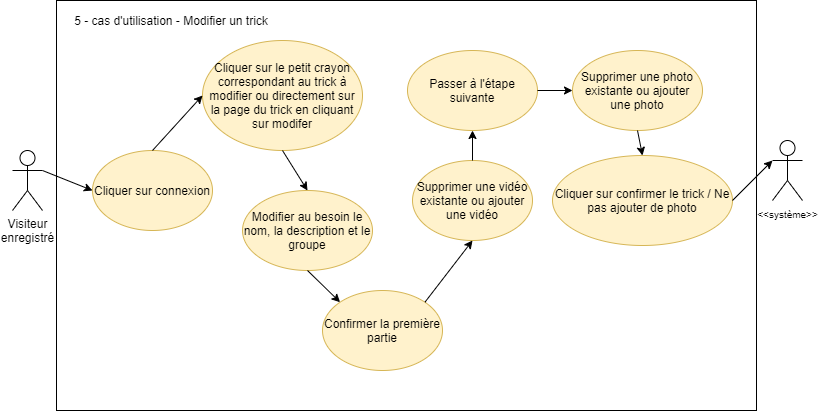 5 - cas d'utilisation - Modifier un trick
Visiteur
enregistré
Cliquer sur connexion
Cliquer sur le petit crayon
correspondant au trick à
modifier ou directement sur
la page du trick en cliquant
sur modifer
Modifier au besoin le
nom, la description et le
groupe
Confirmer la première
partie
Supprimer une vidéo
existante ou ajouter
une vidéo
Passer à l'étape
suivante
Supprimer une photo
existante ou ajouter
une photo
Cliquer sur confirmer le trick / Ne
pas ajouter de photo
<<système>>